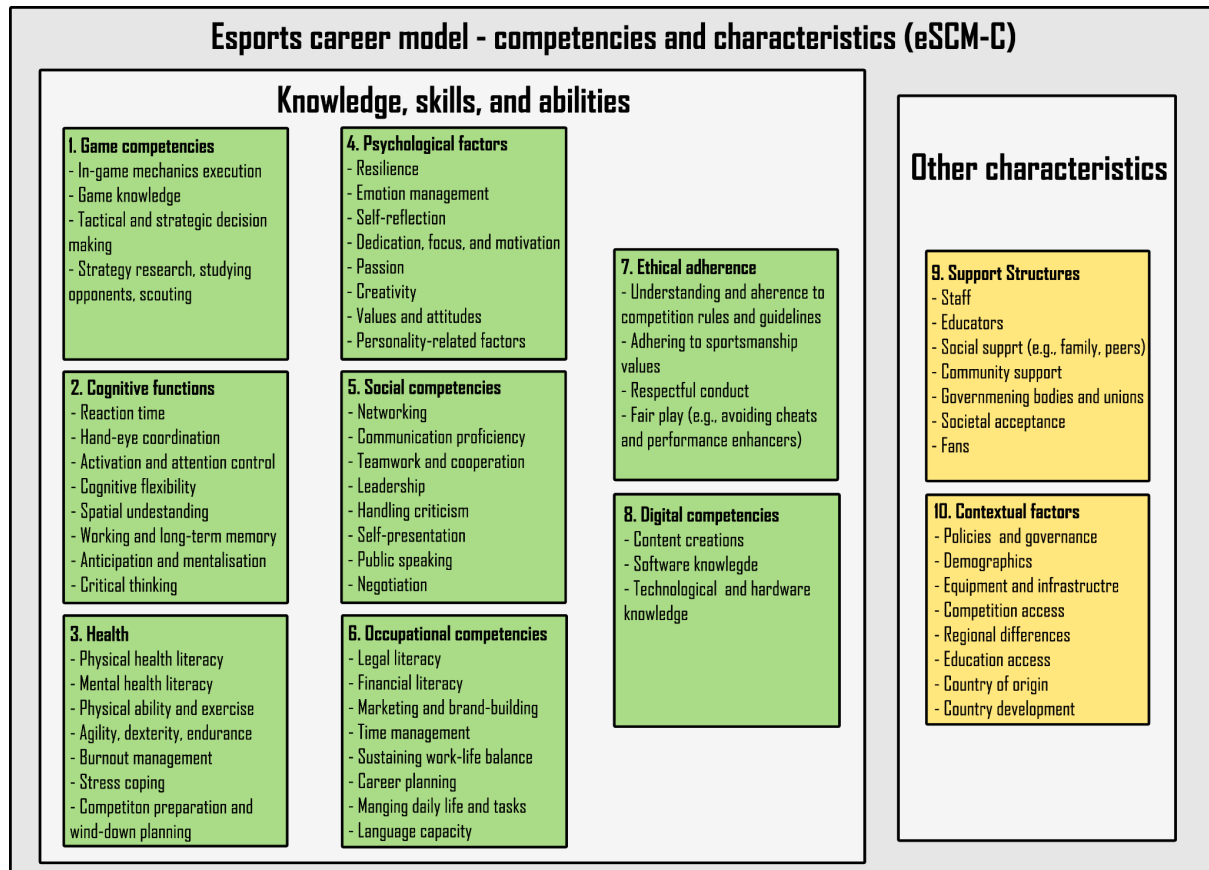 Esports career model - competencies and characteristics (eSCM-C)
Knowledge, skills, and abilities
1. Game competencies
- In-game mechanics execution
- Game knowledge
- Tactical and strategic decision
making
- Strategy research, studying
opponents, scouting
2. Cognitive functions
- Reaction time
- Hand-eye coordination
- Activation and attention control
- Cognitive flexibility
- Spatial undestanding
- Working and long-term memory
- Anticipation and mentalisation
- Critical thinking
3. Health
- Physical health literacy
- Mental health literacy
- Physical ability and exercise
- Agility, dexterity, endurance
- Burnout management
- Stress coping
- Competiton preparation and
wind-down planning
4. Psychological factors
- Resilience
- Emotion management
- Self-reflection
- Dedication, focus, and motivation
- Passion
- Creativity
- Values and attitudes
- Personality-related factors
5. Social competencies
- Networking
- Communication proficiency
- Teamwork and cooperation
- Leadership
- Handling criticism
- Self-presentation
- Public speaking
- Negotiation
6. Occupational competencies
- Legal literacy
- Financial literacy
- Marketing and brand-building
- Time management
- Sustaining work-life balance
- Career planning
- Manging daily life and tasks
- Language capacity
7. Ethical adherence
- Understanding and aherence to
competition rules and guidelines
- Adhering to sportsmanship
values
- Respectful conduct
- Fair play (e.g., avoiding cheats
and performance enhancers)
8. Digital competencies
- Content creations
- Software knowlegde
- Technological and hardware
knowledge
Other characteristics
9. Support Structures
- Staff
- Educators
- Social supprt (e.g., family, peers)
- Community support
- Governmening bodies and unions
- Societal acceptance
- Fans
10. Contextual factors
- Policies and governance
- Demographics
- Equipment and infrastructre
- Competition access
- Regional differences
- Education access
- Country of origin
- Country development